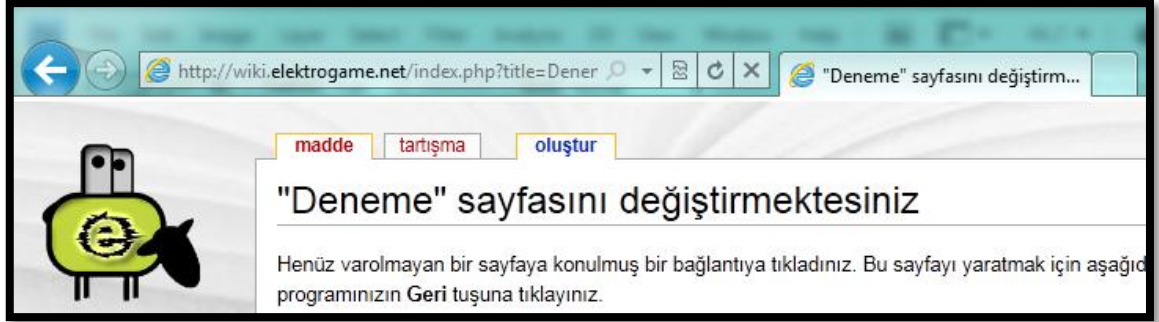 http://wiki.elektrogame.net/index.php?title=Dener
"Deneme" sayfasını değiştirm...
madde tartışma oluştur
"Deneme" sayfasını değiştirmektesiniz
Henüz varolmayan bir sayfaya konulmuş bir bağlantıya tıkladınız. Bu sayfayı yaratmak için aşağıd
programınızın Geri tuşuna tıklayınız.
e